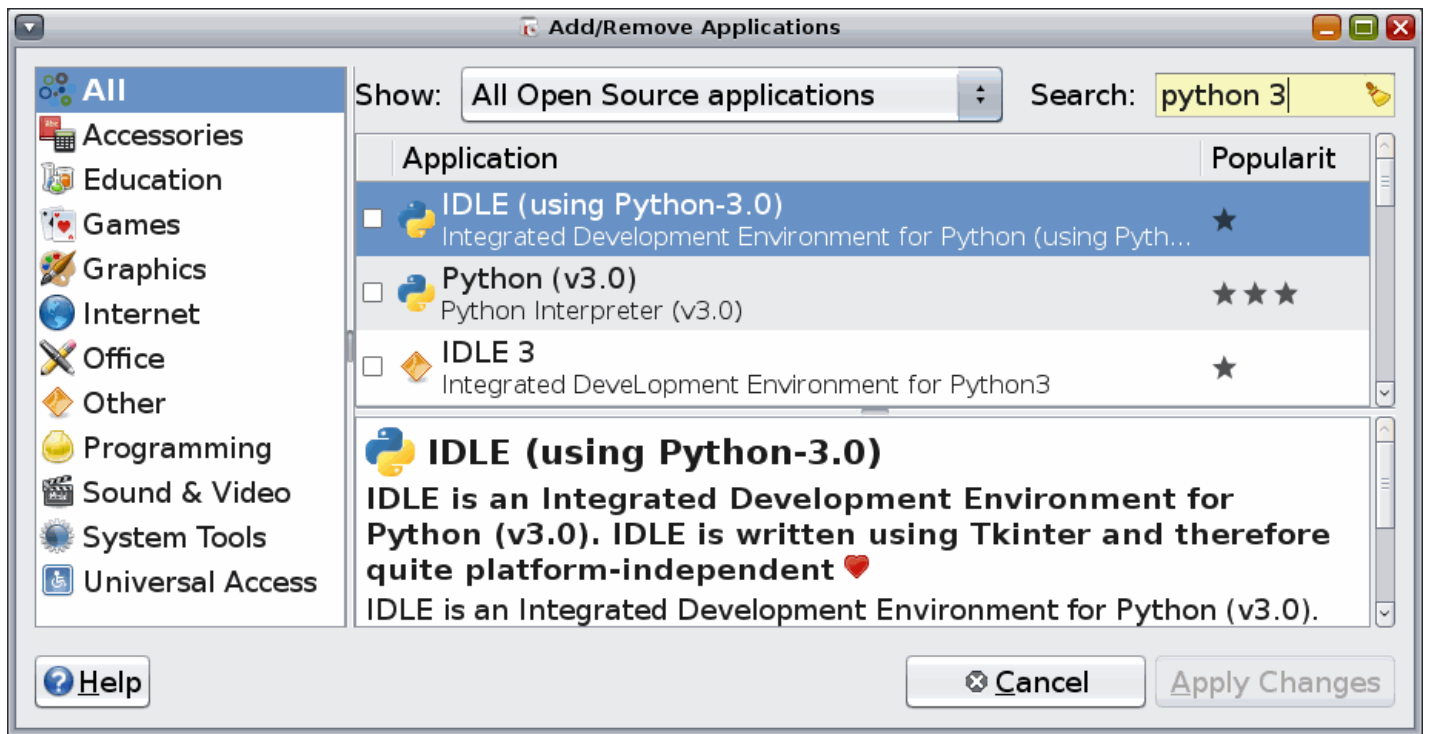 Add/Remove Applications
All
Accessories
Education
Games
Graphics
Internet
Office
Other
Programming
Sound & Video
System Tools
Universal Access
Show: All Open Source applications Search: python 3
Application Popularit
IDLE (using Python-3.0)
Integrated Development Environment for Python (using Pyth...
Python (v3.0)
Python Interpreter (v3.0)
IDLE 3
Integrated DeveLopment Environment for Python3
IDLE (using Python-3.0)
IDLE is an Integrated Development Environment for
Python (v3.0). IDLE is written using Tkinter and therefore
quite platform-independent
IDLE is an Integrated Development Environment for Python (v3.0).
Help Cancel Apply Changes